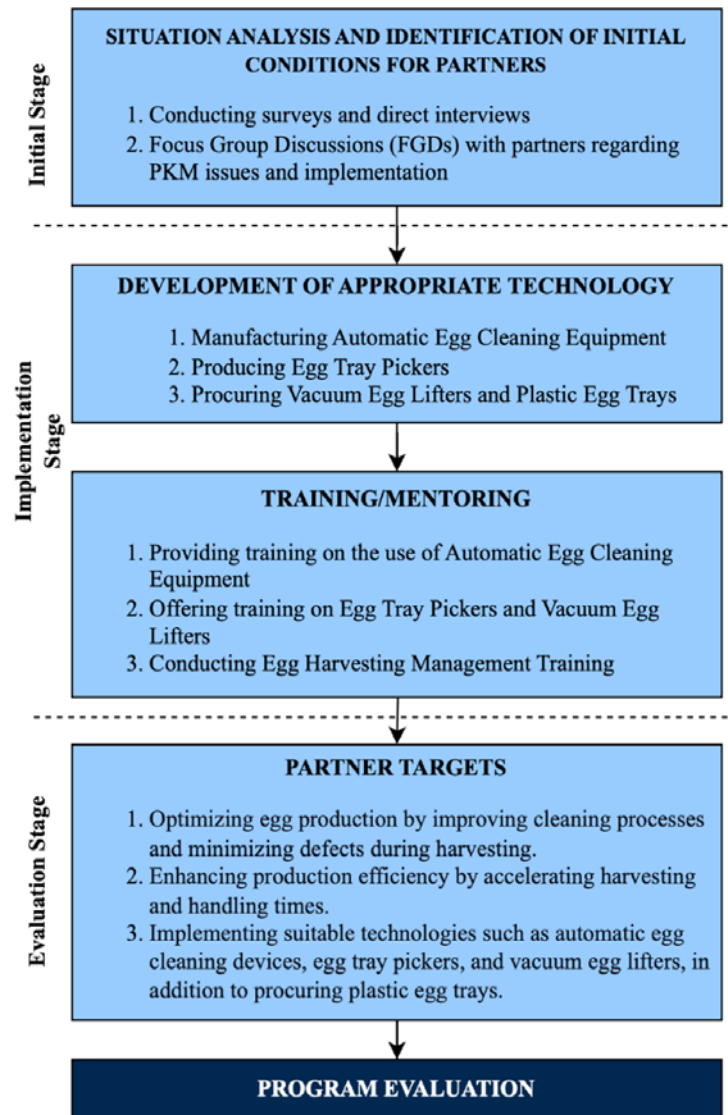 Initial Stage
SITUATION ANALYSIS AND IDENTIFICATION OF INITIAL
CONDITIONS FOR PARTNERS
1. Conducting surveys and direct interviews
2. Focus Group Discussions (FGDs) with partners regarding
PKM issues and implementation
Implementation
Stage
DEVELOPMENT OF APPROPRIATE TECHNOLOGY
1. Manufacturing Automatic Egg Cleaning Equipment
2. Producing Egg Tray Pickers
3. Procuring Vacuum Egg Lifters and Plastic Egg Trays
TRAINING/MENTORING
1. Providing training on the use of Automatic Egg Cleaning
Equipment
2. Offering training on Egg Tray Pickers and Vacuum Egg
Lifters
3. Conducting Egg Harvesting Management Training
Evaluation Stage
PARTNER TARGETS
1. Optimizing egg production by improving cleaning processes
and minimizing defects during harvesting.
2. Enhancing production efficiency by accelerating harvesting
and handling times.
3. Implementing suitable technologies such as automatic egg
cleaning devices, egg tray pickers, and vacuum egg lifters, in
addition to procuring plastic egg trays.
PROGRAM EVALUATION